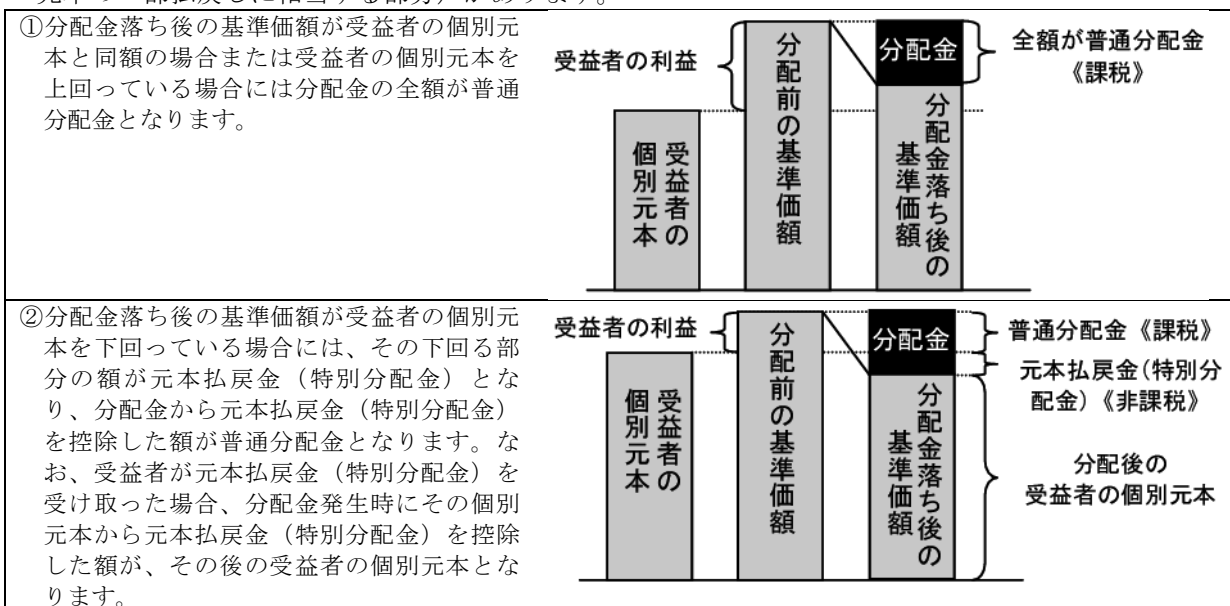 ①分配金落ち後の基準価額が受益者の個別元
本と同額の場合または受益者の個別元本を
上回っている場合には分配金の全額が普通
分配金となります。
受益者の利益
受益者の
個別元本
分配前の基準価額
分配金
分配金落ち後の
基準価額
全額が普通分配金
《課税》
②分配金落ち後の基準価額が受益者の個別元
本を下回っている場合には、その下回る部
分の額が元本払戻金（特別分配金）とな
り、分配金から元本払戻金（特別分配金）
を控除した額が普通分配金となります。な
お、受益者が元本払戻金（特別分配金）を
受け取った場合、分配金発生時にその個別
元本から元本払戻金（特別分配金）を控除
した額が、その後の受益者の個別元本とな
ります。
受益者の利益
受益者の
個別元本
分配前の基準価額
分配金
分配金落ち後の
基準価額
普通分配金《課税》
元本払戻金（特別分
配金）《非課税》
分配後の
受益者の個別元本